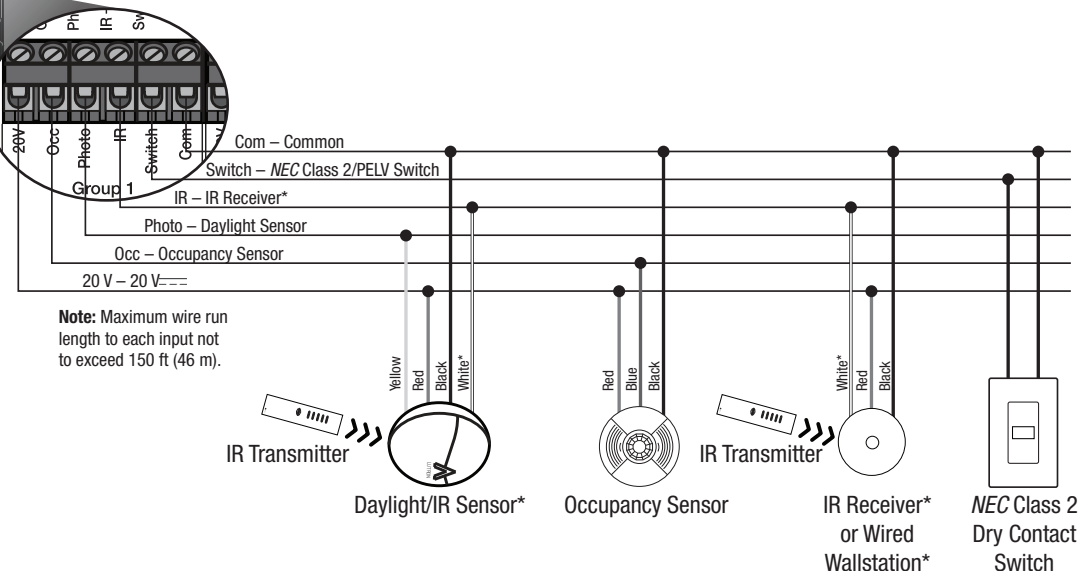 Ph
IR
Sw
20V
Occ
Photo
IR
Switch
Com
Group 1
Com – Common
Switch – NEC Class 2/PELV Switch
IR – IR Receiver*
Photo – Daylight Sensor
Occ – Occupancy Sensor
20 V – 20 V
Note: Maximum wire run
length to each input not
to exceed 150 ft (46 m).
Yellow
Red
Black
White*
Red
Blue
Black
White*
Red
Black
IR Transmitter
IR Transmitter
Daylight/IR Sensor*
Occupancy Sensor
IR Receiver*
or Wired
Wallstation*
NEC Class 2
Dry Contact
Switch